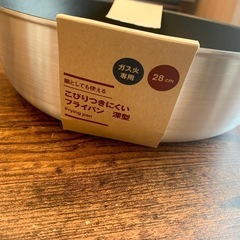 ガス火
専用
28cm
鍋としても使える
こびりつきにくい
フライパン 深型
Frying pan